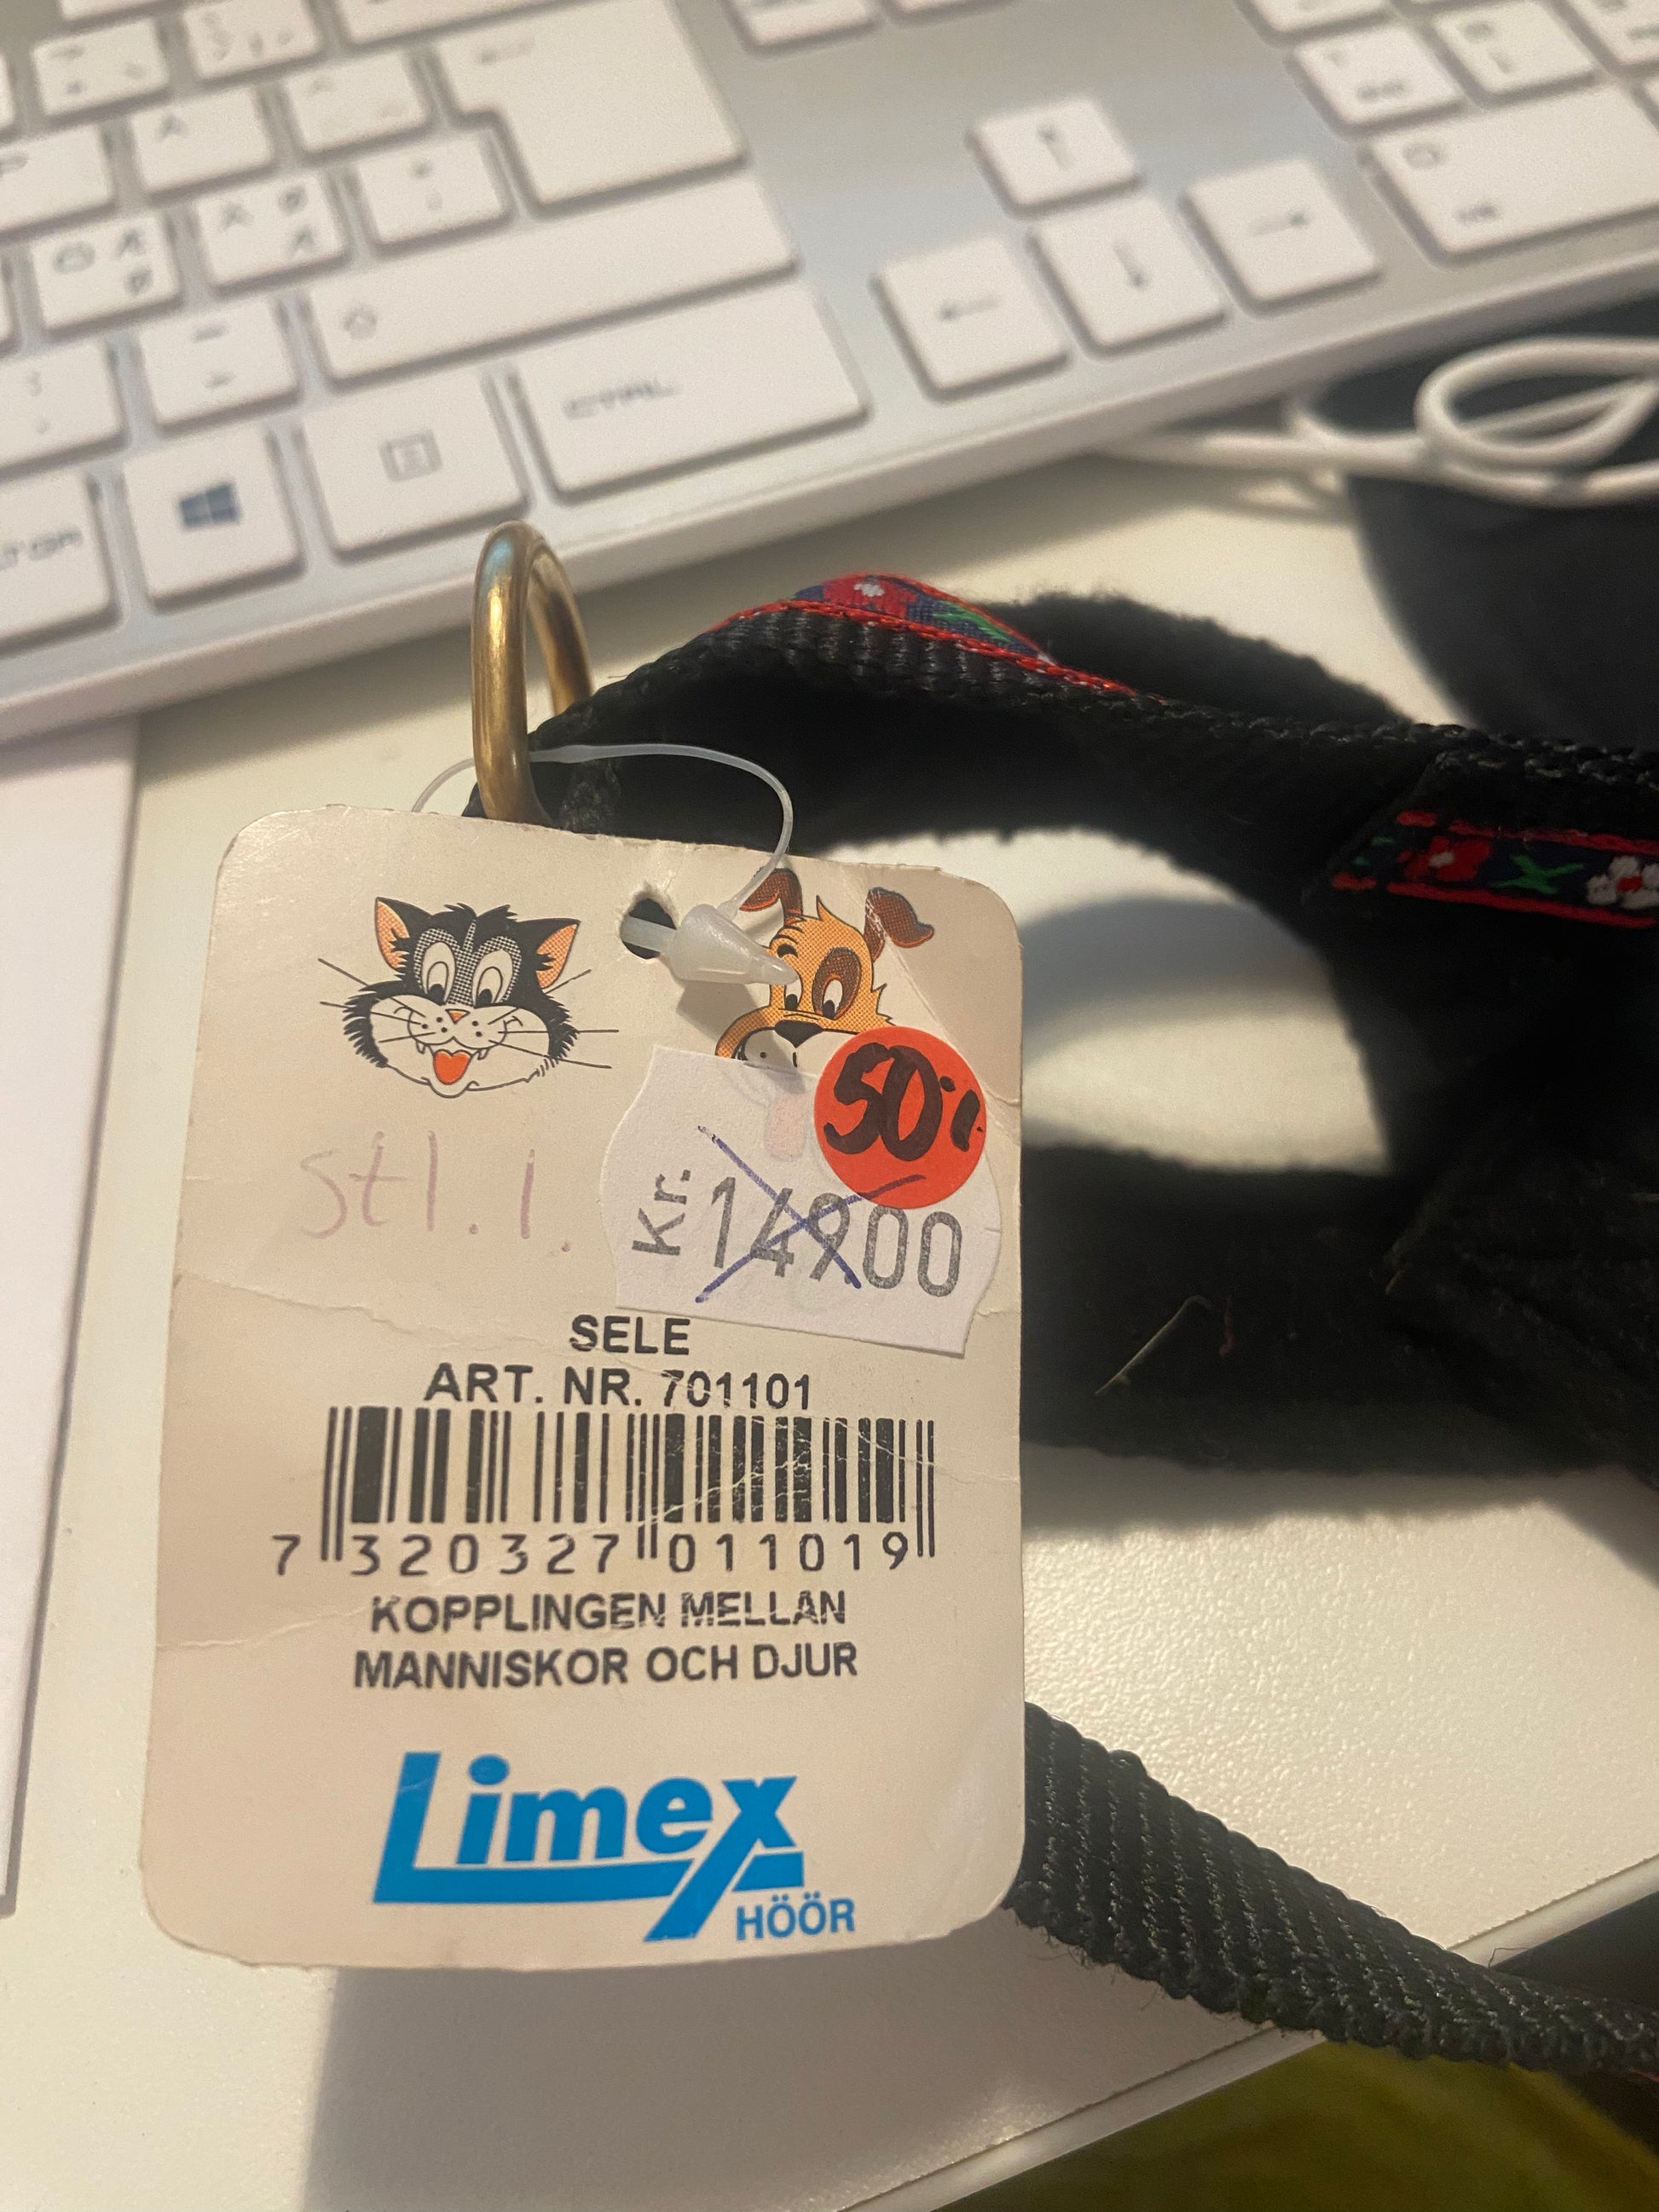 CTRL
50%
stl. 1.
Kr. 149.00
SELE
ART. NR. 701101
7 320327 011019
KOPPLINGEN MELLAN
MANNISKOR OCH DJUR
Limex
HÖÖR